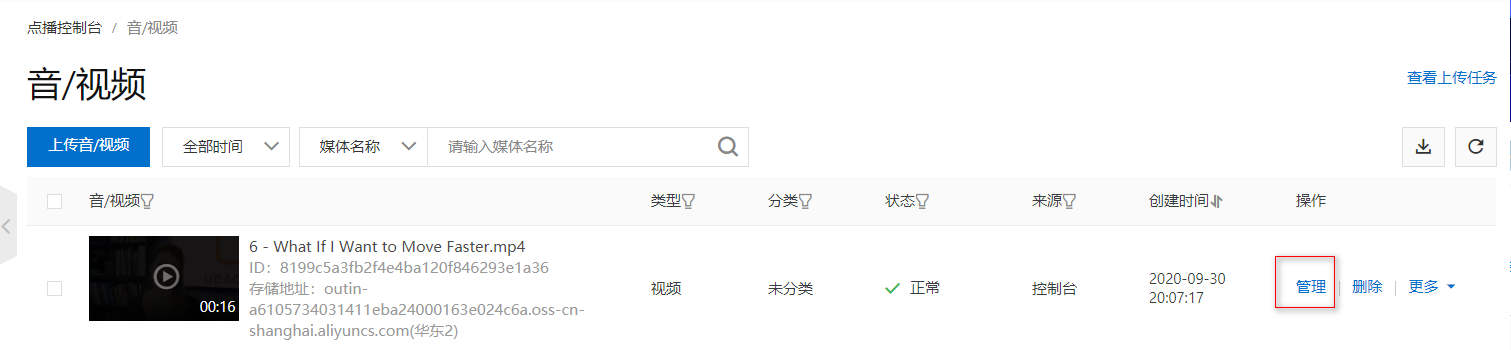 点播控制台 / 音/视频
音/视频
查看上传任务
上传音/视频 全部时间 媒体名称 请输入媒体名称
音/视频 类型 分类 状态 来源 创建时间 操作
6 - What If I Want to Move Faster.mp4
ID：8199c5a3fb2f4e4ba120f846293e1a36
存储地址：outin-
a6105734031411eba24000163e024c6a.oss-cn-
shanghai.aliyuncs.com(华东2)
00:16
视频
未分类
正常
控制台
2020-09-30
20:07:17
管理 删除 更多